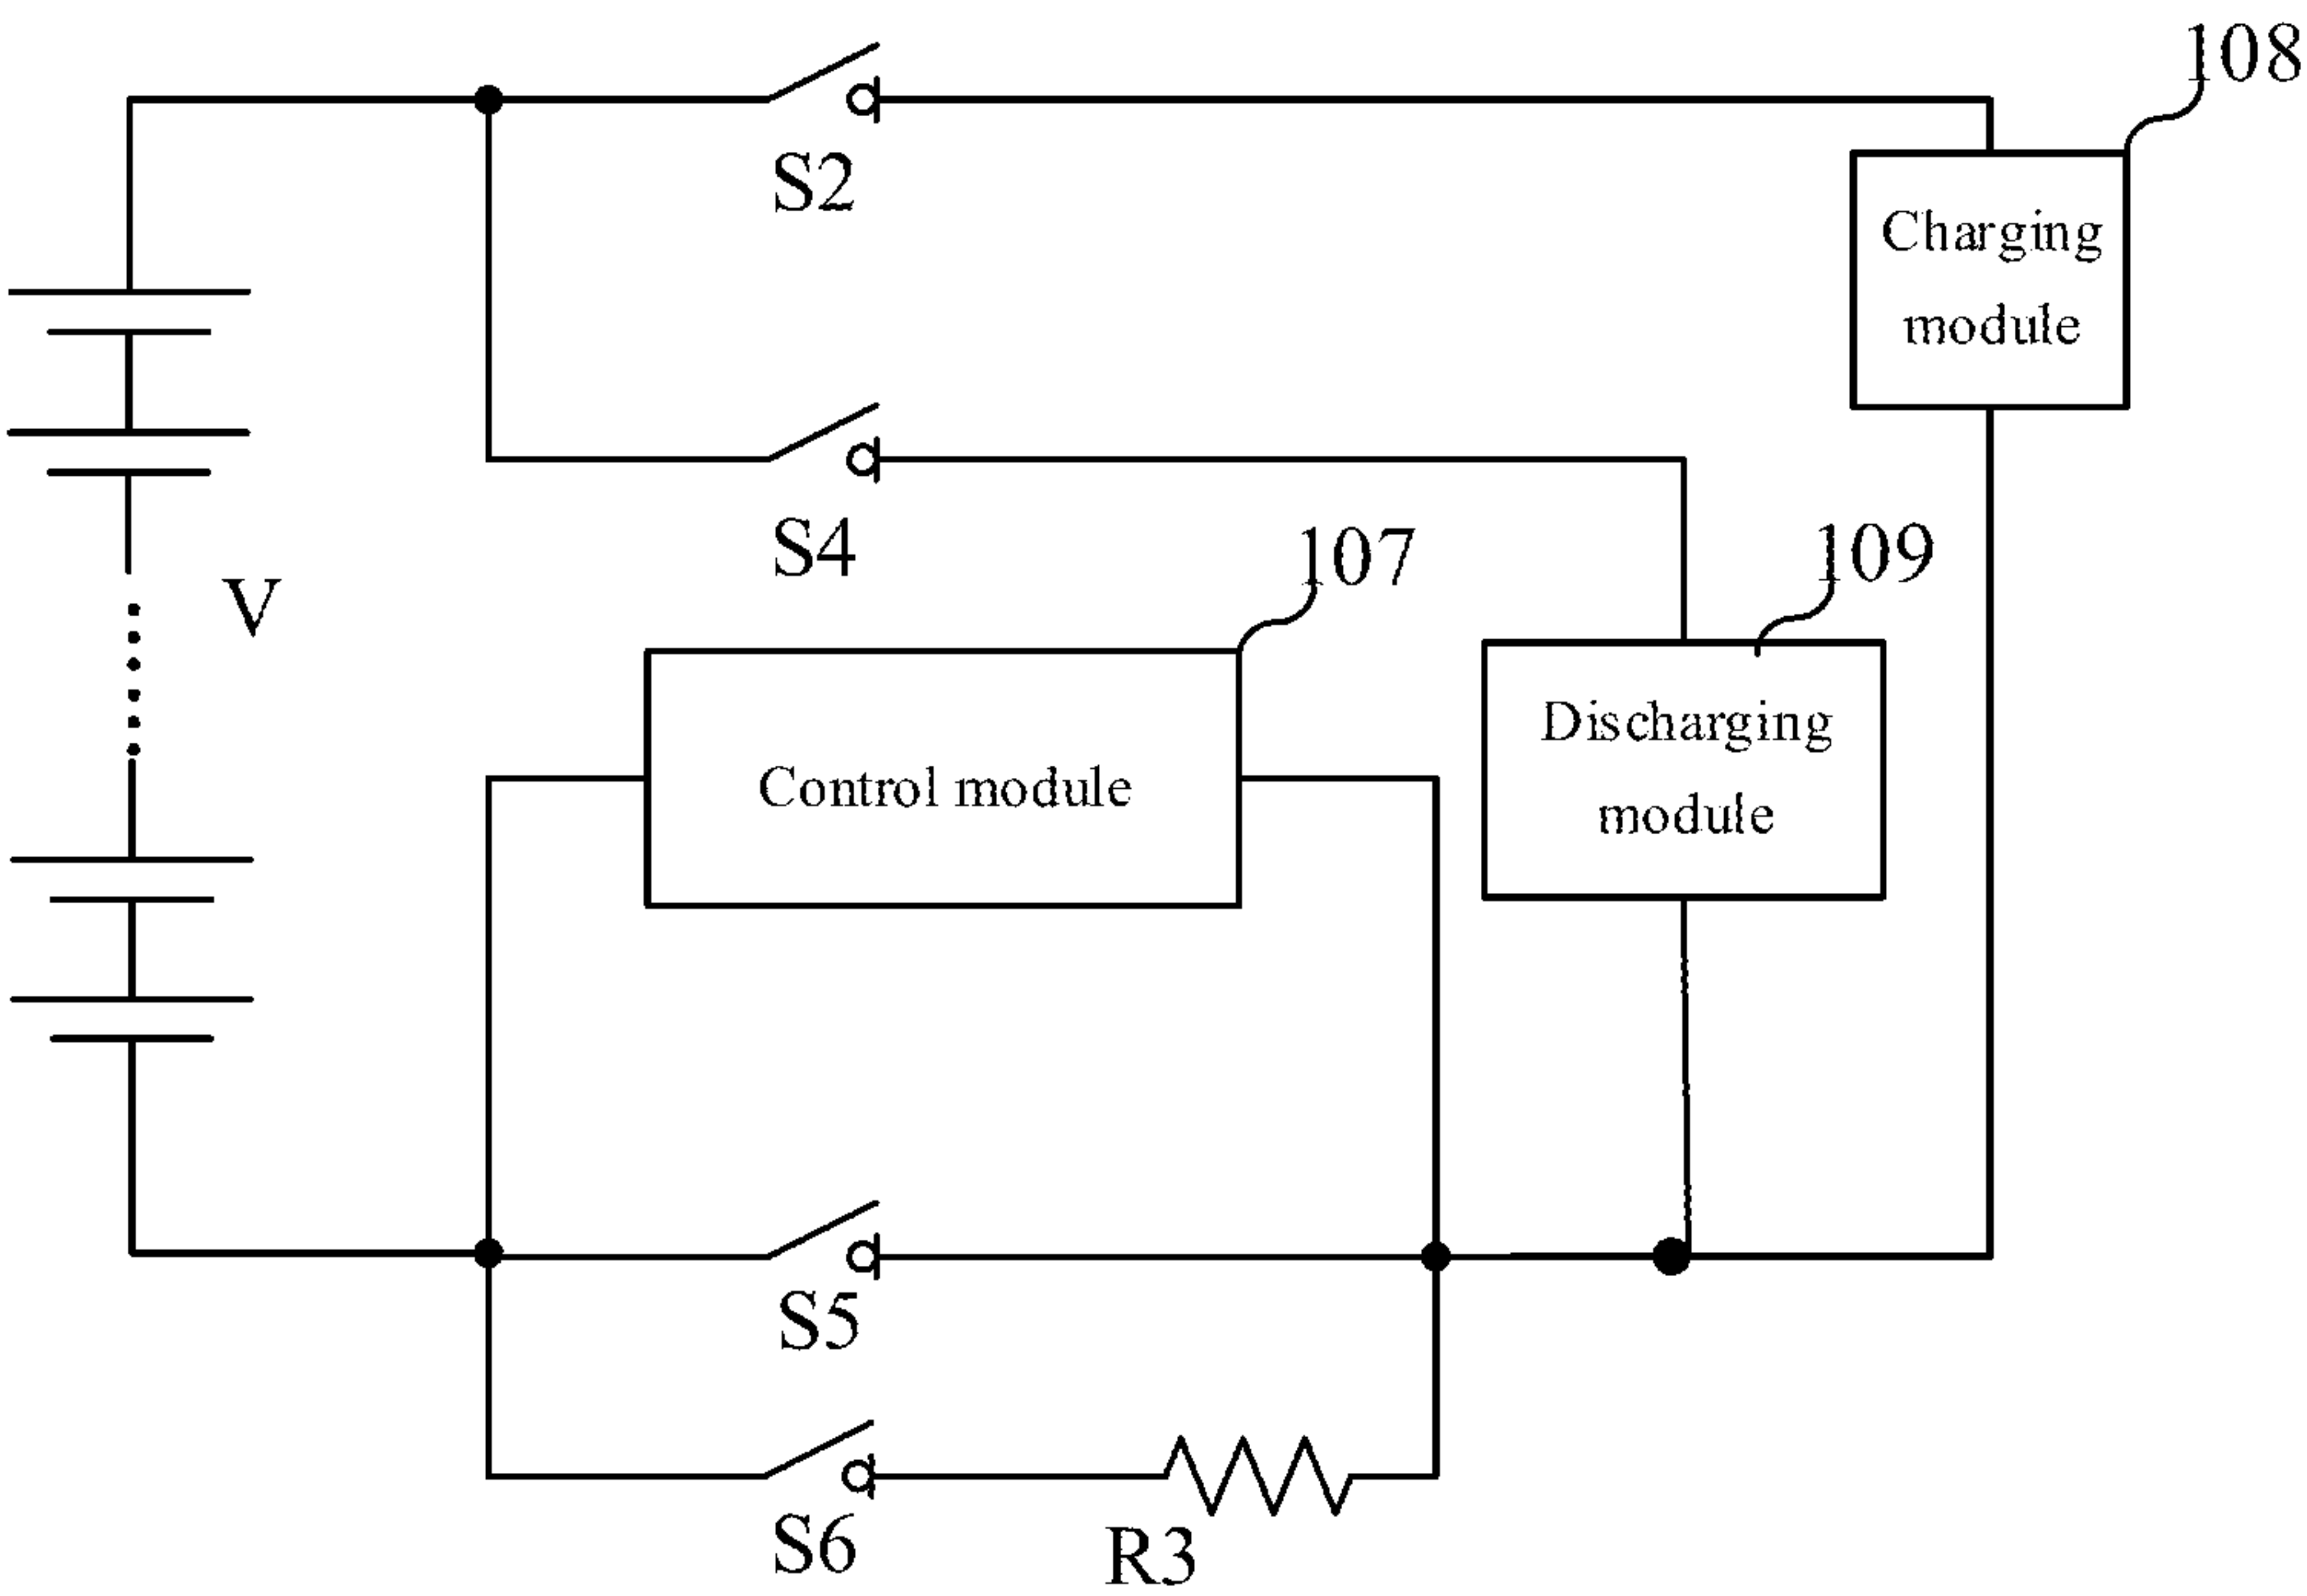 108
S2
Charging
module
S4
107
109
V
Discharging
Control module
module
S5
S6
R3